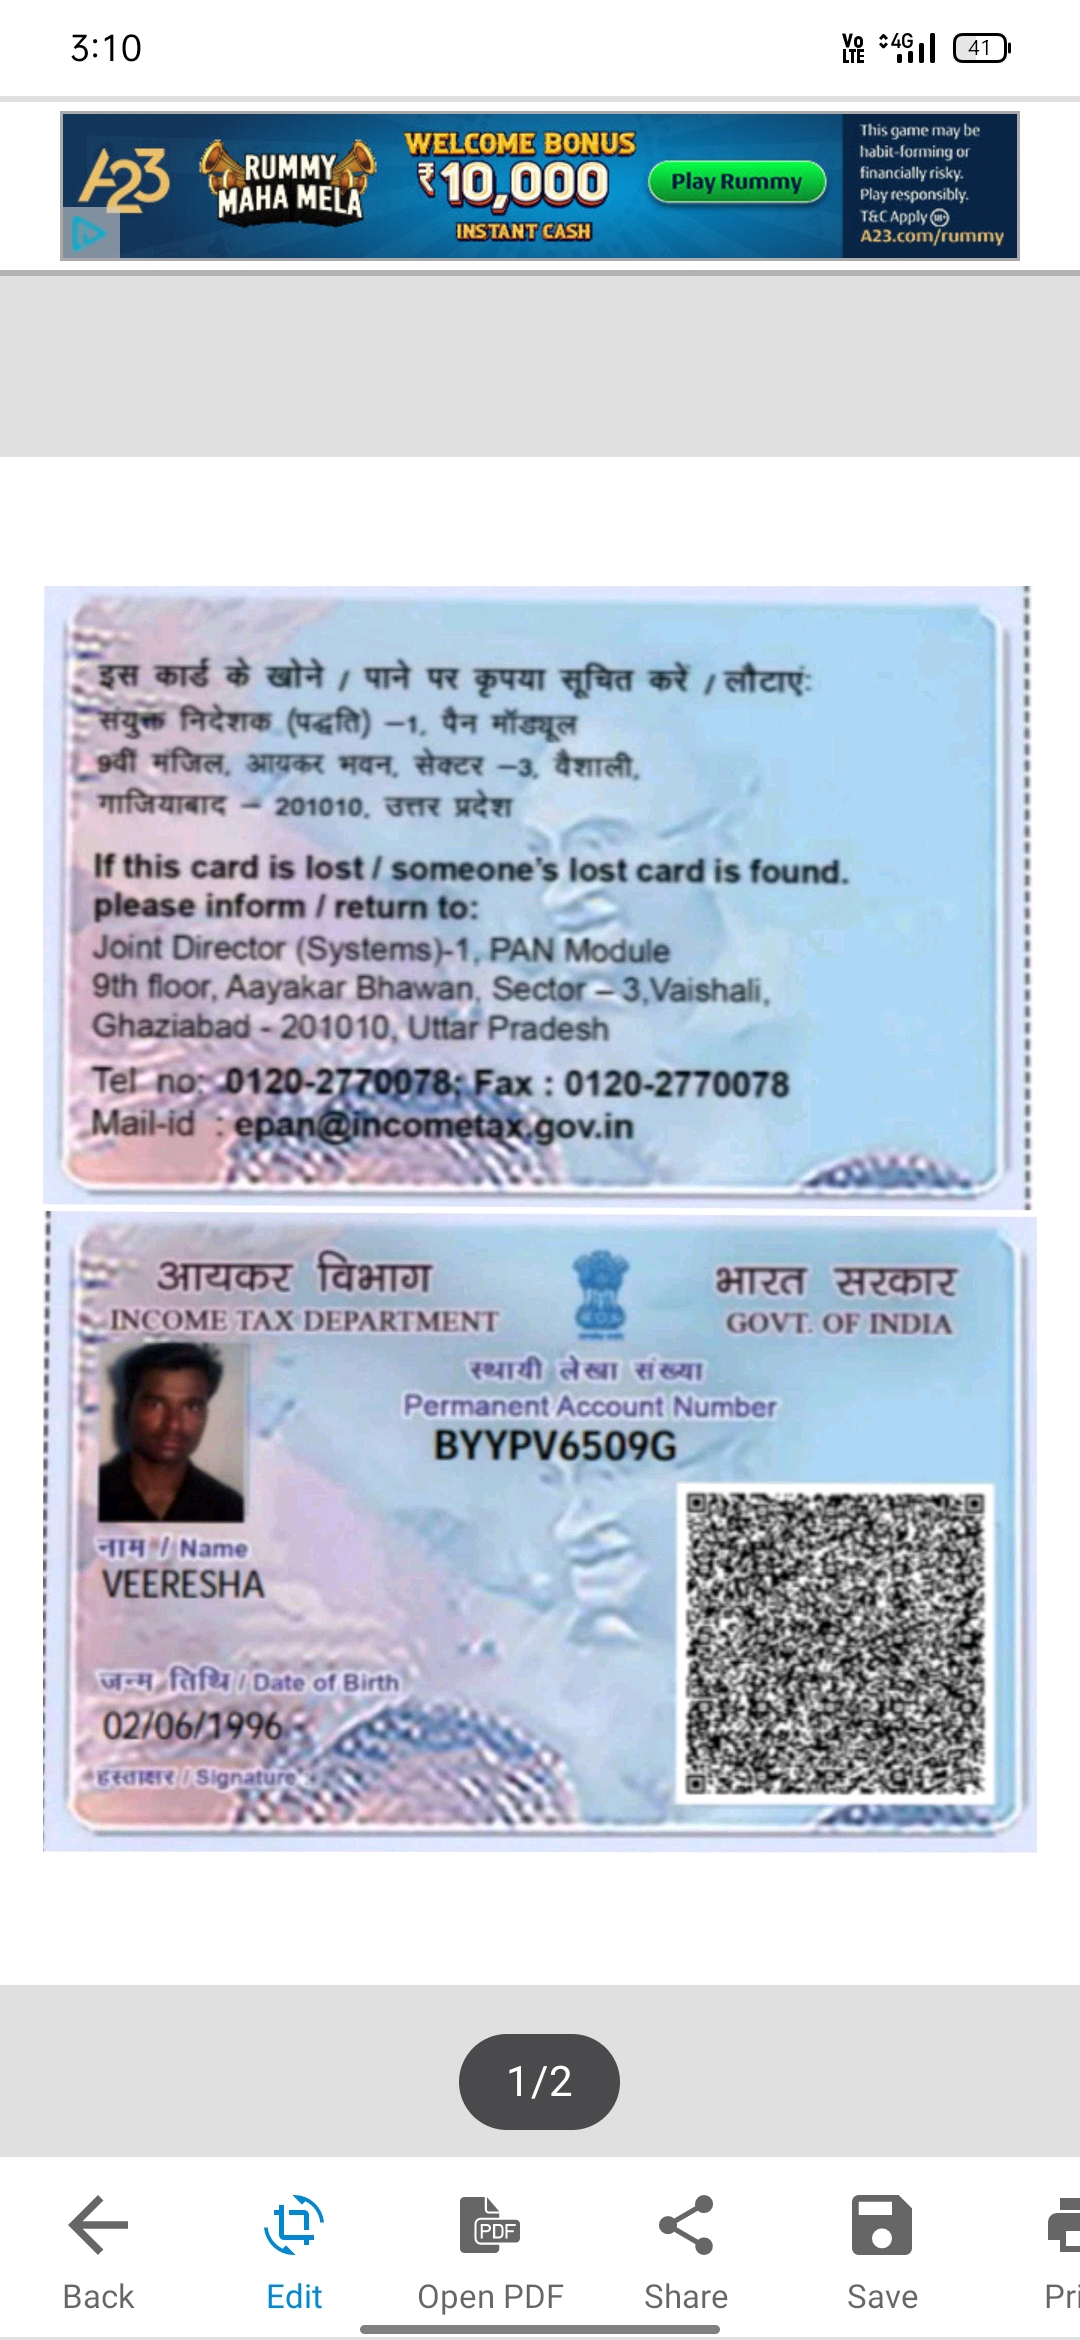 3:10
Vo LTE 4G 41
A23
RUMMY MAHA MELA
WELCOME BONUS
₹10,000
INSTANT CASH
Play Rummy
This game may be
habit-forming or
financially risky.
Play responsibly.
T&C Apply 18+
A23.com/rummy
इस कार्ड के खोने / पाने पर कृपया सूचित करें / लौटाएं:
संयुक्त निदेशक (पद्धति) –1, पैन मॉड्यूल
9वीं मंजिल, आयकर भवन, सेक्टर –3, वैशाली,
गाजियाबाद – 201010, उत्तर प्रदेश
If this card is lost / someone's lost card is found.
please inform / return to:
Joint Director (Systems)-1, PAN Module
9th floor, Aayakar Bhawan, Sector – 3,Vaishali,
Ghaziabad - 201010, Uttar Pradesh
Tel no: 0120-2770078; Fax : 0120-2770078
Mail-id : epan@incometax.gov.in
आयकर विभाग
INCOME TAX DEPARTMENT
भारत सरकार
GOVT. OF INDIA
स्थायी लेखा संख्या
Permanent Account Number
BYYPV6509G
नाम / Name
VEERESHA
जन्म तिथि / Date of Birth
02/06/1996
हस्ताक्षर / Signature
1/2
Back
Edit
PDF
Open PDF
Share
Save
Pri